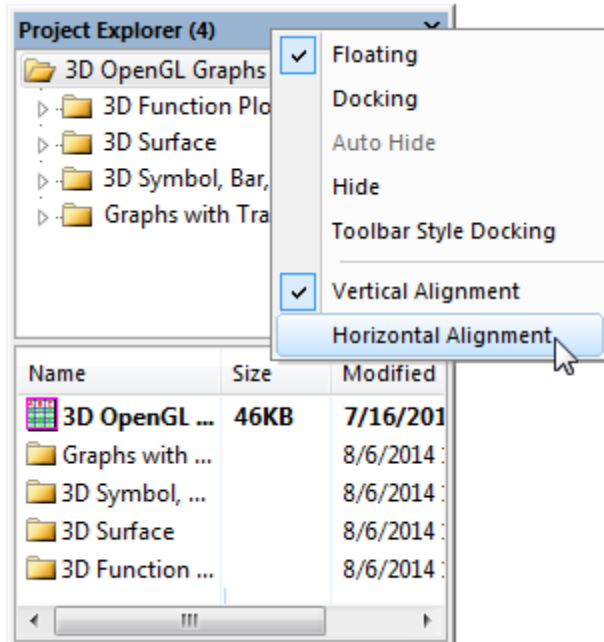 Project Explorer (4)
3D OpenGL Graphs
3D Function Plo
3D Surface
3D Symbol, Bar,
Graphs with Tra
Floating
Docking
Auto Hide
Hide
Toolbar Style Docking
Vertical Alignment
Horizontal Alignment
Name Size Modified
3D OpenGL ... 46KB 7/16/201
Graphs with ... 8/6/2014
3D Symbol, ... 8/6/2014
3D Surface 8/6/2014
3D Function ... 8/6/2014